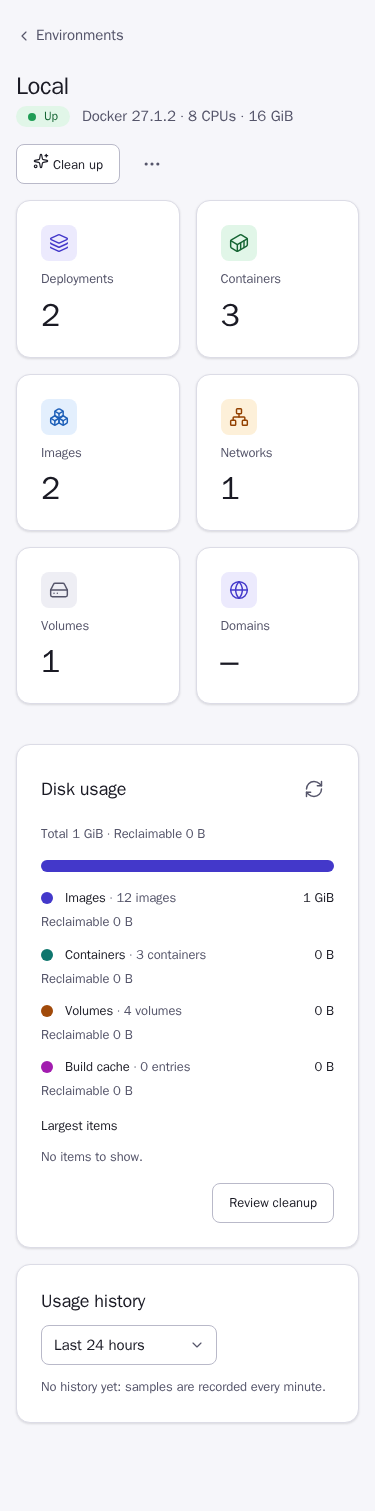 Environments
Local
Up
Docker 27.1.2 · 8 CPUs · 16 GiB
Clean up
Deployments
2
Containers
3
Images
2
Networks
1
Volumes
1
Domains
–
Disk usage
Total 1 GiB · Reclaimable 0 B
Images · 12 images 1 GiB
Reclaimable 0 B
Containers · 3 containers 0 B
Reclaimable 0 B
Volumes · 4 volumes 0 B
Reclaimable 0 B
Build cache · 0 entries 0 B
Reclaimable 0 B
Largest items
No items to show.
Review cleanup
Usage history
Last 24 hours
No history yet: samples are recorded every minute.